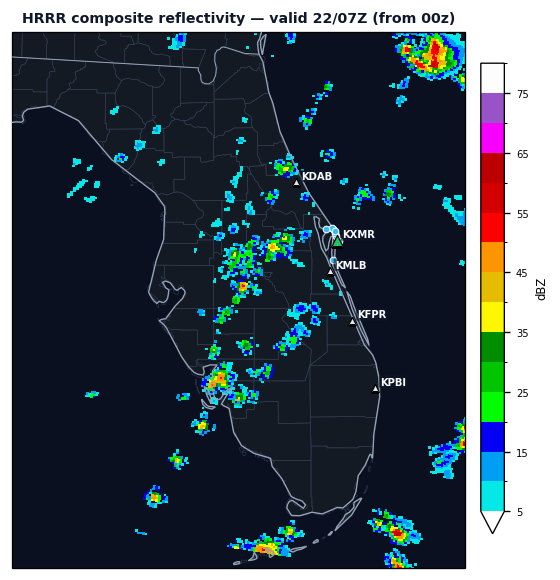 HRRR composite reflectivity — valid 22/07Z (from 00z)
75
65
55
45
35
25
15
5
dBZ
KDAB
KXMR
KMLB
KFPR
KPBI